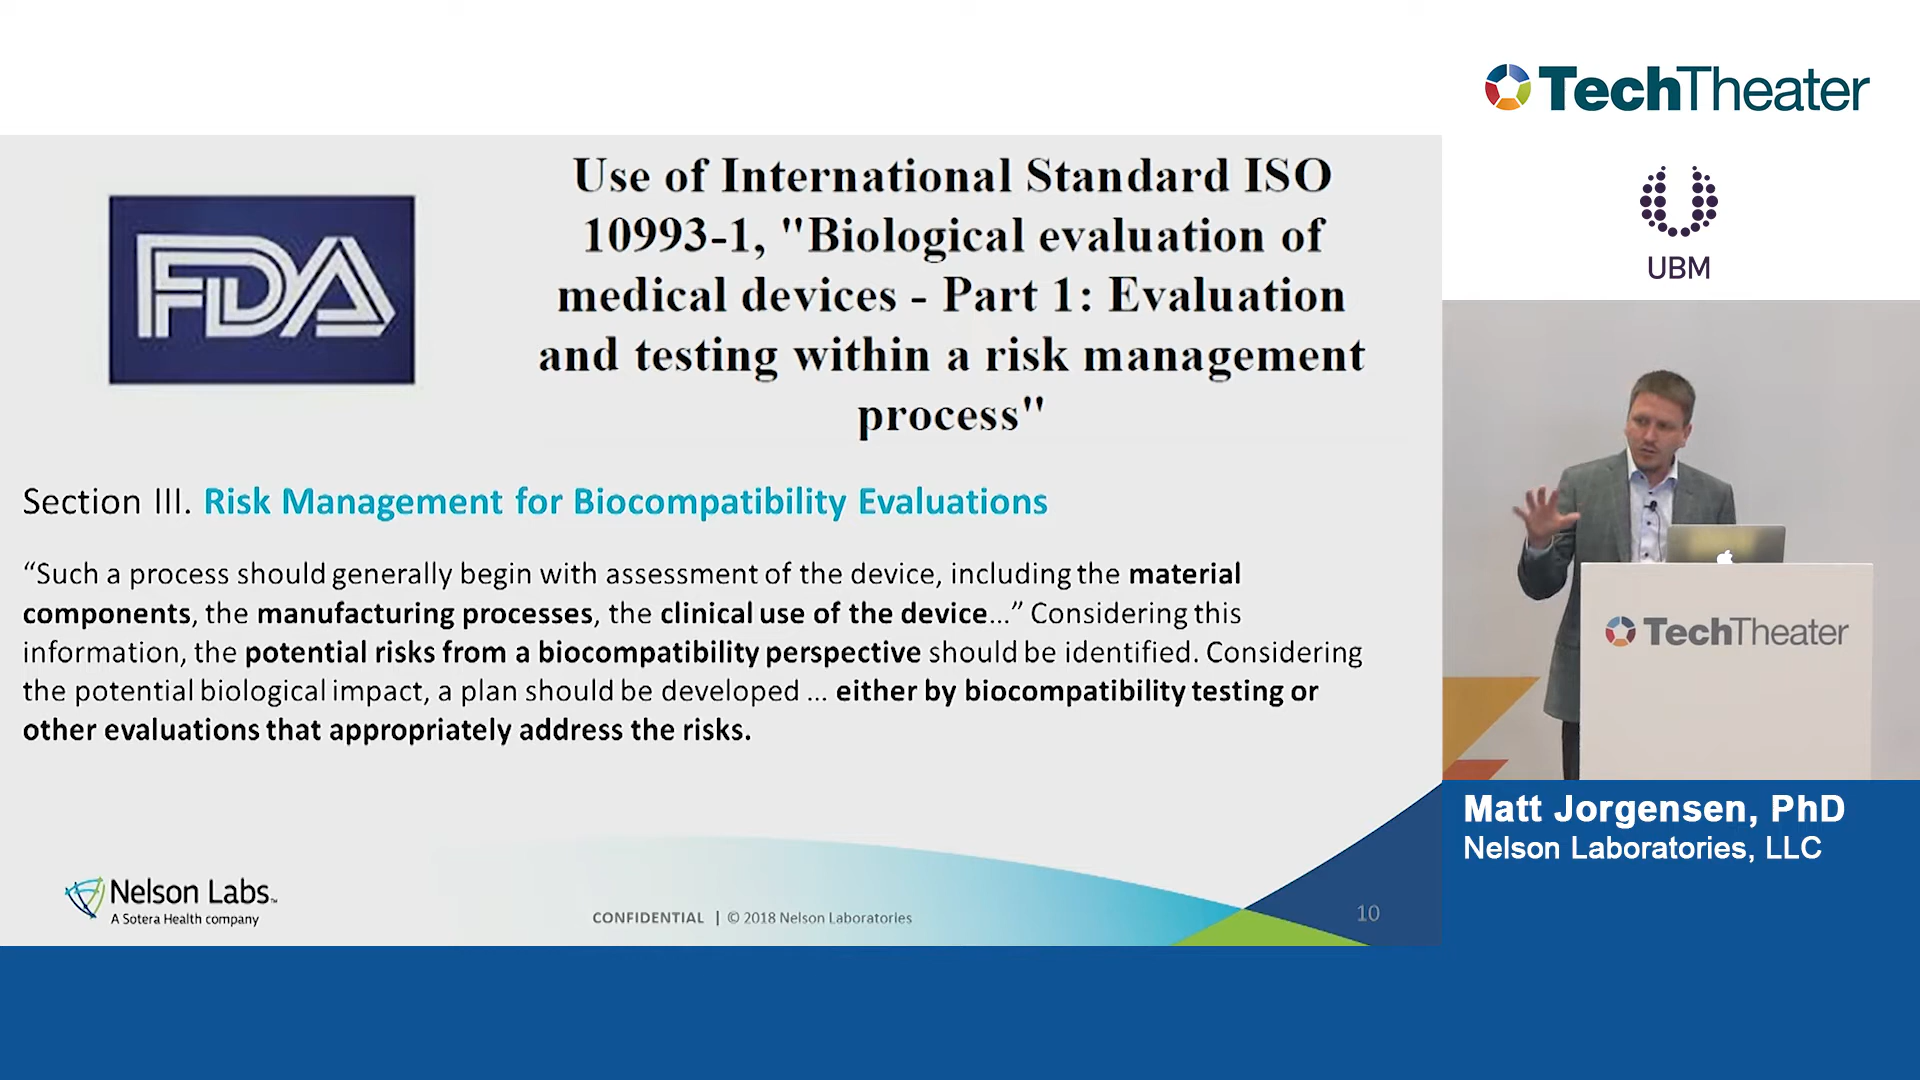 TechTheater
UBM
FDA
Use of International Standard ISO
10993-1, "Biological evaluation of
medical devices - Part 1: Evaluation
and testing within a risk management
process"
Section III. Risk Management for Biocompatibility Evaluations
“Such a process should generally begin with assessment of the device, including the material
components, the manufacturing processes, the clinical use of the device...” Considering this
information, the potential risks from a biocompatibility perspective should be identified. Considering
the potential biological impact, a plan should be developed ... either by biocompatibility testing or
other evaluations that appropriately address the risks.
Nelson Labs™
A Sotera Health company
CONFIDENTIAL | © 2018 Nelson Laboratories
10
TechTheater
Matt Jorgensen, PhD
Nelson Laboratories, LLC